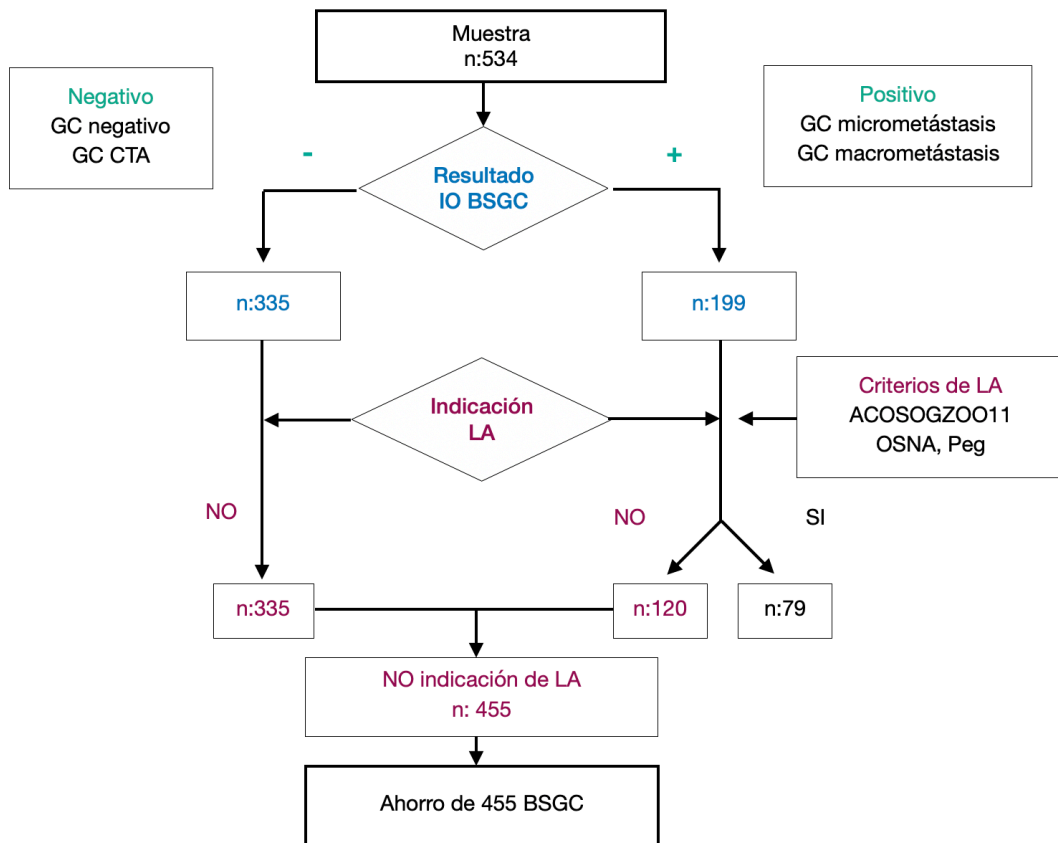 Muestra
n:534
Negativo
GC negativo
GC CTA
Positivo
GC micrometástasis
GC macrometástasis
-
+
Resultado
IO BSGC
n:335
n:199
Indicación
LA
Criterios de LA
ACOSOGZOO11
OSNA, Peg
NO
NO
SI
n:335
n:120
n:79
NO indicación de LA
n: 455
Ahorro de 455 BSGC